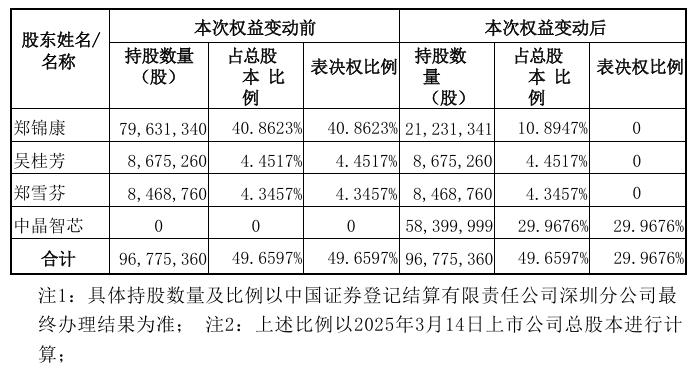 股东姓名/名称 本次权益变动前 本次权益变动后
持股数量（股） 占总股本比例 表决权比例 持股数量（股） 占总股本比例 表决权比例
郑锦康 79,631,340 40.8623% 40.8623% 21,231,341 10.8947% 0
吴桂芳 8,675,260 4.4517% 4.4517% 8,675,260 4.4517% 0
郑雪芬 8,468,760 4.3457% 4.3457% 8,468,760 4.3457% 0
中晶智芯 0 0 0 58,399,999 29.9676% 29.9676%
合计 96,775,360 49.6597% 49.6597% 96,775,360 49.6597% 29.9676%
注1：具体持股数量及比例以中国证券登记结算有限责任公司深圳分公司最
终办理结果为准； 注2：上述比例以2025年3月14日上市公司总股本进行计
算；